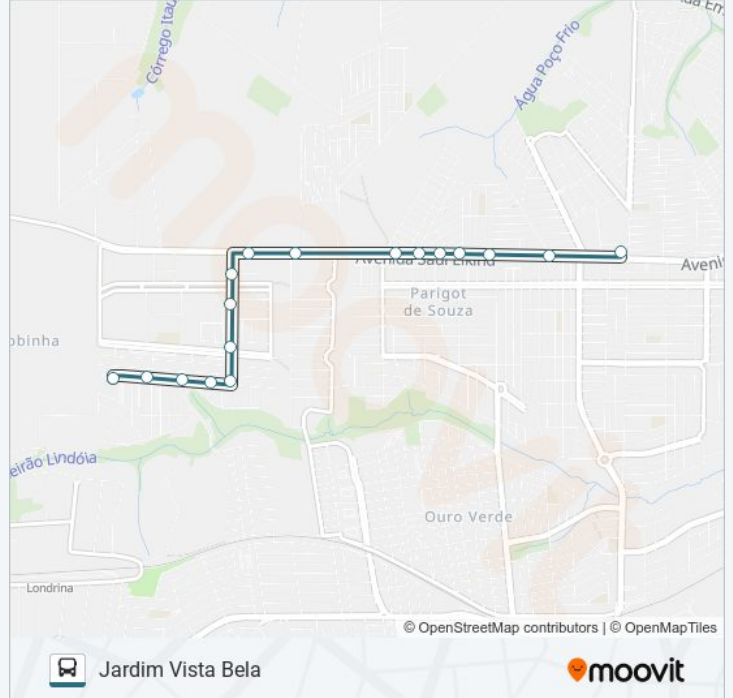 Córrego Itaú
Água Poço Frio
Avenida Saul Elkind
Parigot
de Souza
obinha
eirão Lindóia
Ouro Verde
Londrina
© OpenStreetMap contributors | © OpenMapTiles
Jardim Vista Bela
moovit